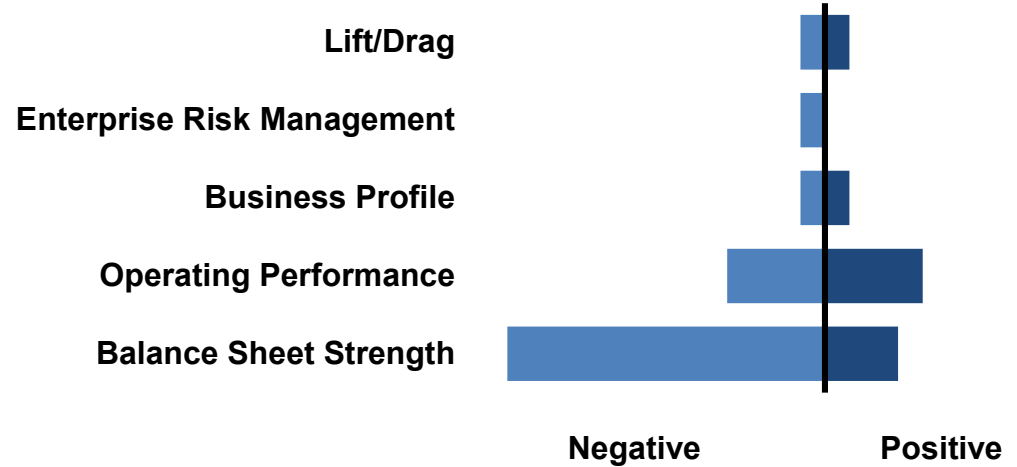 Lift/Drag
Enterprise Risk Management
Business Profile
Operating Performance
Balance Sheet Strength
Negative
Positive